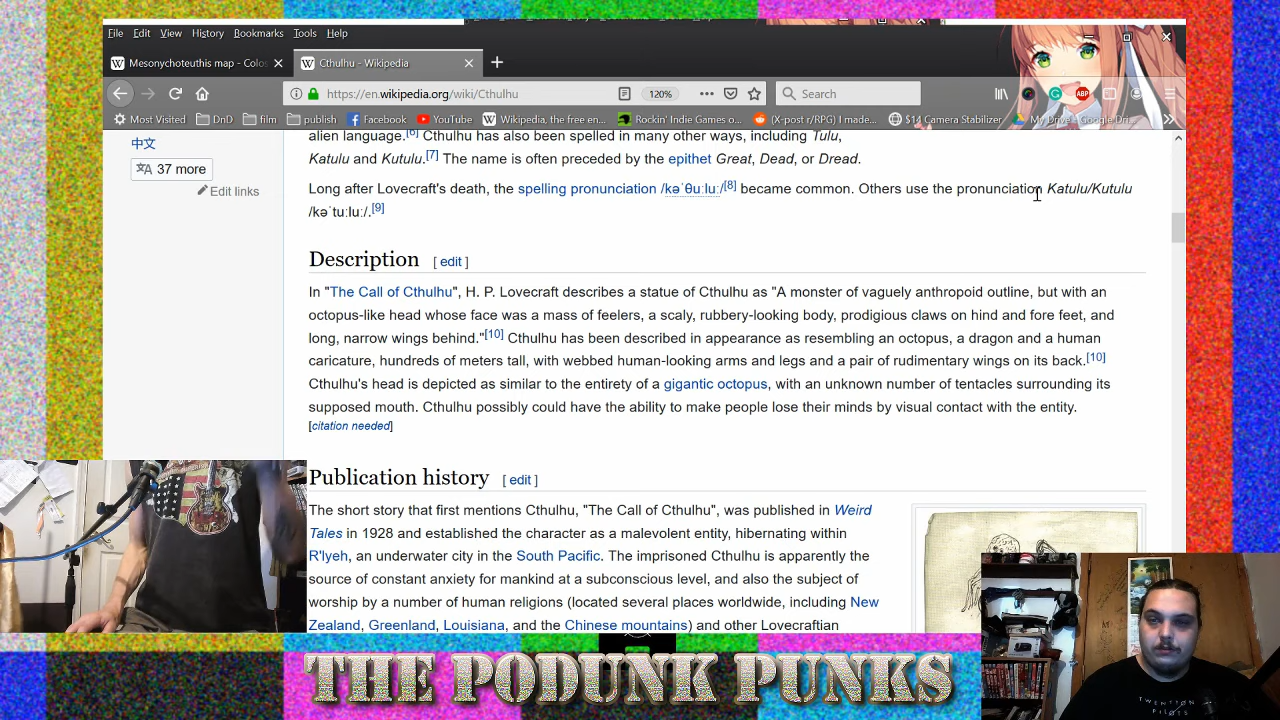 File Edit View History Bookmarks Tools Help
Mesonychoteuthis map - Colos
Cthulhu - Wikipedia
https://en.wikipedia.org/wiki/Cthulhu
120%
Search
ABP
Most Visited DnD film publish Facebook YouTube Wikipedia, the free en... Rockin' Indie Games o... (X-post r/RPG) I made... $14 Camera Stabilizer My Drive - Google Dri...
中文
37 more
Edit links
alien language.[6] Cthulhu has also been spelled in many other ways, including Tulu,
Katulu and Kutulu.[7] The name is often preceded by the epithet Great, Dead, or Dread.
Long after Lovecraft's death, the spelling pronunciation /kəˈθuːluː/[8] became common. Others use the pronunciation Katulu/Kutulu
/kəˈtuːluː/.[9]
Description [ edit ]
In "The Call of Cthulhu", H. P. Lovecraft describes a statue of Cthulhu as "A monster of vaguely anthropoid outline, but with an
octopus-like head whose face was a mass of feelers, a scaly, rubbery-looking body, prodigious claws on hind and fore feet, and
long, narrow wings behind."[10] Cthulhu has been described in appearance as resembling an octopus, a dragon and a human
caricature, hundreds of meters tall, with webbed human-looking arms and legs and a pair of rudimentary wings on its back.[10]
Cthulhu's head is depicted as similar to the entirety of a gigantic octopus, with an unknown number of tentacles surrounding its
supposed mouth. Cthulhu possibly could have the ability to make people lose their minds by visual contact with the entity.
[citation needed]
Publication history [ edit ]
The short story that first mentions Cthulhu, "The Call of Cthulhu", was published in Weird
Tales in 1928 and established the character as a malevolent entity, hibernating within
R'lyeh, an underwater city in the South Pacific. The imprisoned Cthulhu is apparently the
source of constant anxiety for mankind at a subconscious level, and also the subject of
worship by a number of human religions (located several places worldwide, including New
Zealand, Greenland, Louisiana, and the Chinese mountains) and other Lovecraftian
TWENTY ONE
PILOTS
THE PODUNK PUNKS